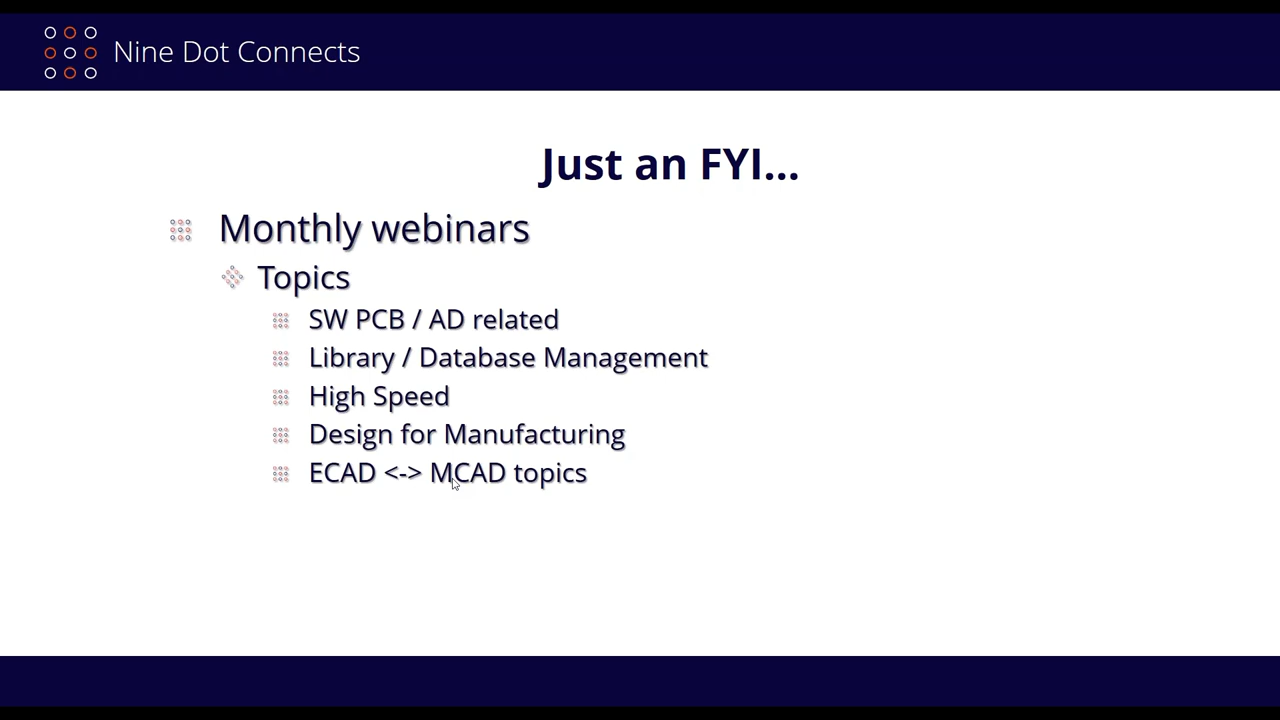 Nine Dot Connects
Just an FYI...
Monthly webinars
Topics
SW PCB / AD related
Library / Database Management
High Speed
Design for Manufacturing
ECAD <-> MCAD topics